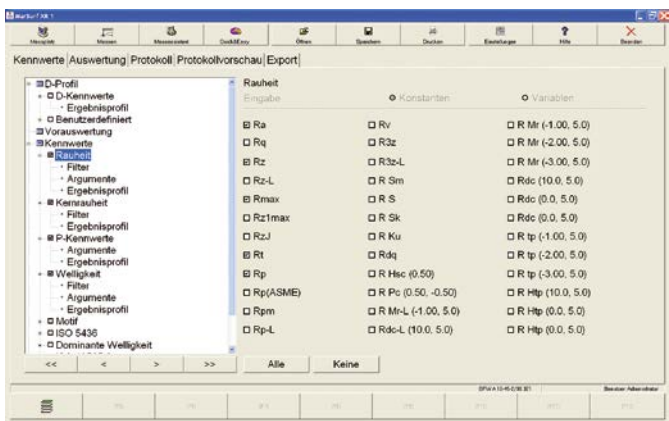 MarSurf XR 1
Messplatz Messen Messassistent Quick&Easy Öffnen Speichern Drucken Einstellungen Hilfe Beenden
Kennwerte Auswertung Protokoll Protokollvorschau Export
D-Profil
D-Kennwerte
Ergebnisprofil
Benutzerdefiniert
Vorauswertung
Kennwerte
Rauheit
Filter
Argumente
Ergebnisprofil
Kernrauheit
Filter
Ergebnisprofil
P-Kennwerte
Argumente
Ergebnisprofil
Welligkeit
Filter
Argumente
Ergebnisprofil
Motif
ISO 5436
Dominante Welligkeit
<< < > >>
Rauheit
Eingabe Konstanten Variablen
Ra Rv R Mr (-1.00, 5.0)
Rq R3z R Mr (-2.00, 5.0)
Rz R3z-L R Mr (-3.00, 5.0)
Rz-L R Sm Rdc (10.0, 5.0)
Rmax R S Rdc (0.0, 5.0)
Rz1max R Sk Rdc (0.0, 5.0)
RzJ R Ku R tp (-1.00, 5.0)
Rt Rdq R tp (-2.00, 5.0)
Rp R Hsc (0.50) R tp (-3.00, 5.0)
Rp(ASME) R Pc (0.50, -0.50) R Htp (10.0, 5.0)
Rpm R Mr-L (-1.00, 5.0) R Htp (0.0, 5.0)
Rp-L Rdc-L (10.0, 5.0) R Htp (0.0, 5.0)
Alle Keine
Benutzer: Administrator